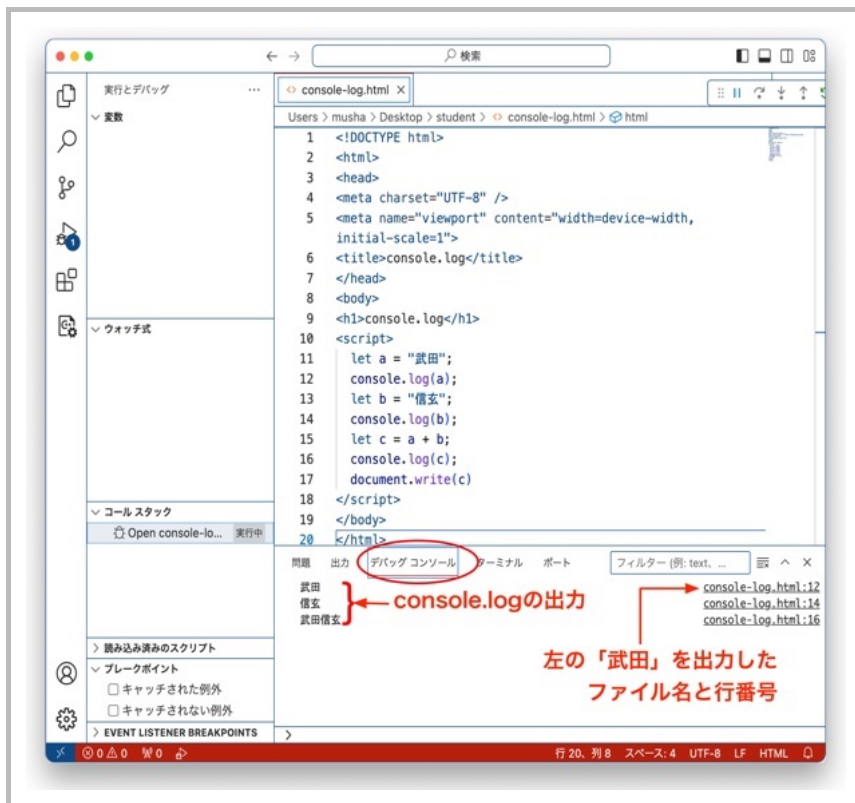 検索
実行とデバッグ ...
変数
ウォッチ式
コール スタック
Open console-lo... 実行中
読み込み済みのスクリプト
ブレークポイント
キャッチされた例外
キャッチされない例外
EVENT LISTENER BREAKPOINTS
1
console-log.html ×
Users > musha > Desktop > student > console-log.html > html
1 <!DOCTYPE html>
2 <html>
3 <head>
4 <meta charset="UTF-8" />
5 <meta name="viewport" content="width=device-width,
initial-scale=1">
6 <title>console.log</title>
7 </head>
8 <body>
9 <h1>console.log</h1>
10 <script>
11 let a = "武田";
12 console.log(a);
13 let b = "信玄";
14 console.log(b);
15 let c = a + b;
16 console.log(c);
17 document.write(c)
18 </script>
19 </body>
20 </html>
問題 出力 デバッグ コンソール ターミナル ポート フィルター (例: text、...
武田 console-log.html:12
信玄 console-log.html:14
武田信玄 console-log.html:16
console.logの出力
左の「武田」を出力した
ファイル名と行番号
0 0 0 行 20、列 8 スペース: 4 UTF-8 LF HTML